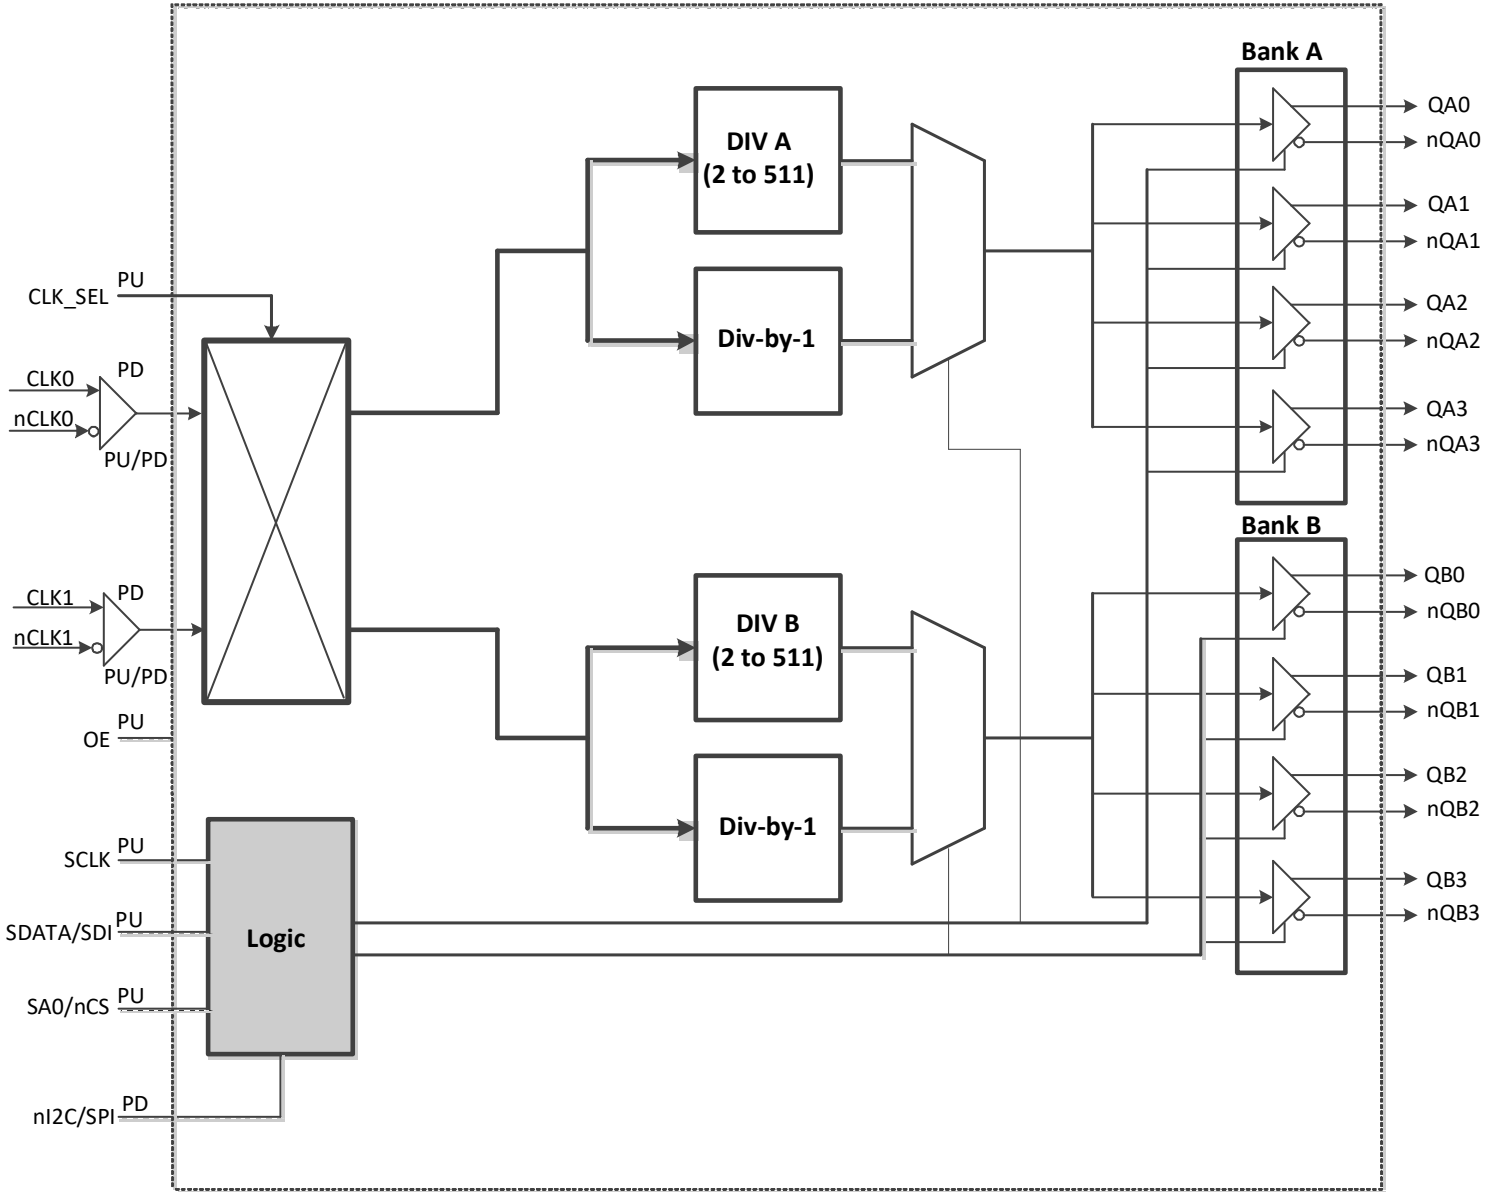 Bank A
QA0
nQA0
QA1
nQA1
QA2
nQA2
QA3
nQA3
DIV A
(2 to 511)
Div-by-1
CLK_SEL
PU
CLK0
PD
nCLK0
PU/PD
CLK1
PD
nCLK1
PU/PD
OE
PU
DIV B
(2 to 511)
Div-by-1
Bank B
QB0
nQB0
QB1
nQB1
QB2
nQB2
QB3
nQB3
SCLK
PU
SDATA/SDI
PU
SA0/nCS
PU
Logic
nI2C/SPI
PD